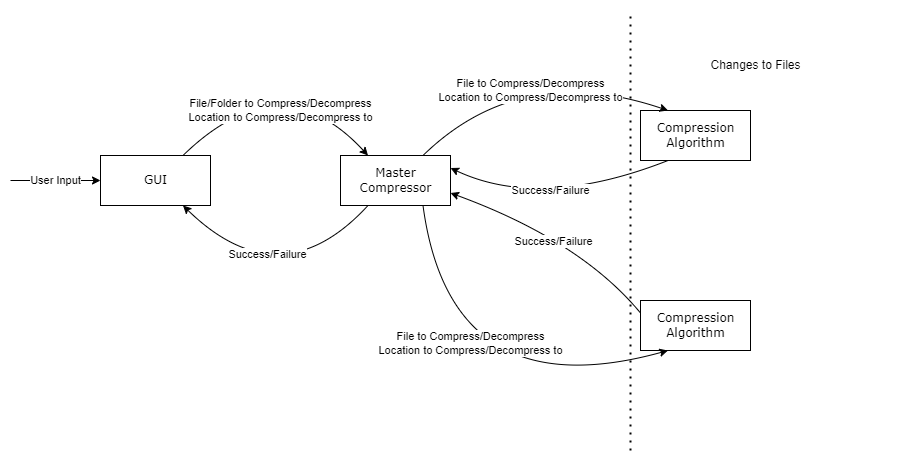 Changes to Files
File to Compress/Decompress
Location to Compress/Decompress to
File/Folder to Compress/Decompress
Location to Compress/Decompress to
Compression
Algorithm
User Input
GUI
Master
Compressor
Success/Failure
Success/Failure
Success/Failure
Compression
Algorithm
File to Compress/Decompress
Location to Compress/Decompress to